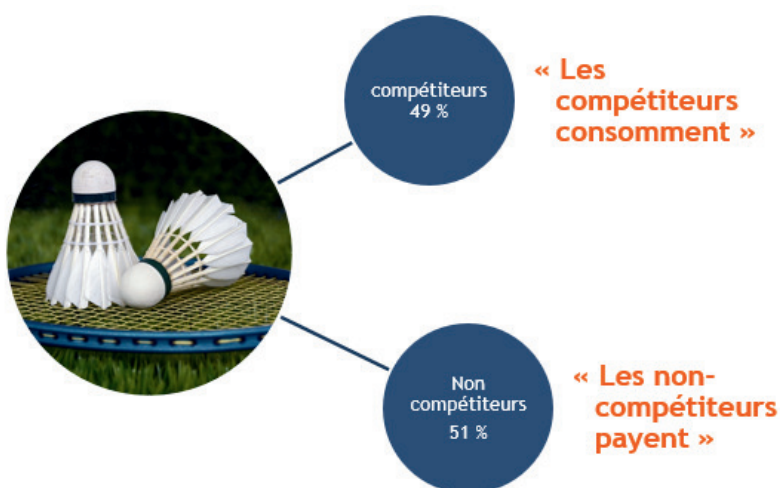 compétiteurs
49 %
« Les
compétiteurs
consomment »
Non
compétiteurs
51 %
« Les non-
compétiteurs
payent »